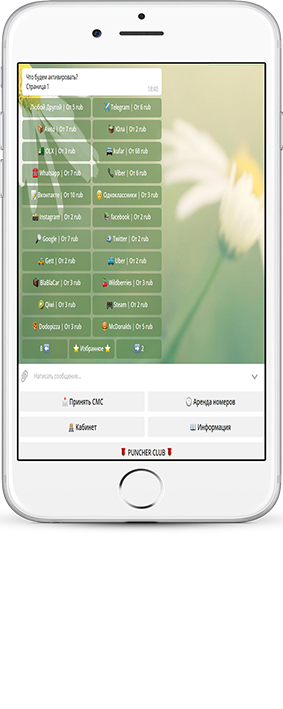 Что будем активировать?
Страница 1
18:40
Любой Другой | От 5 rub
Telegram | От 6 rub
Авито | От 7 rub
Юла | От 2 rub
OLX | От 3 rub
kufar | От 68 rub
Whatsapp | От 7 rub
Viber | От 6 rub
Вконтакте | От 10 rub
Одноклассники | От 3 rub
Instagram | От 2 rub
facebook | От 2 rub
Google | От 7 rub
Twitter | От 2 rub
Gett | От 2 rub
Uber | От 2 rub
BlaBlaCar | От 3 rub
Wildberries | От 3 rub
Qiwi | От 3 rub
Steam | От 2 rub
Dodopizza | От 3 rub
McDonalds | От 5 rub
8
Избранное
2
Написать сообщение...
Принять СМС
Аренда номеров
Кабинет
Информация
PUNCHER CLUB